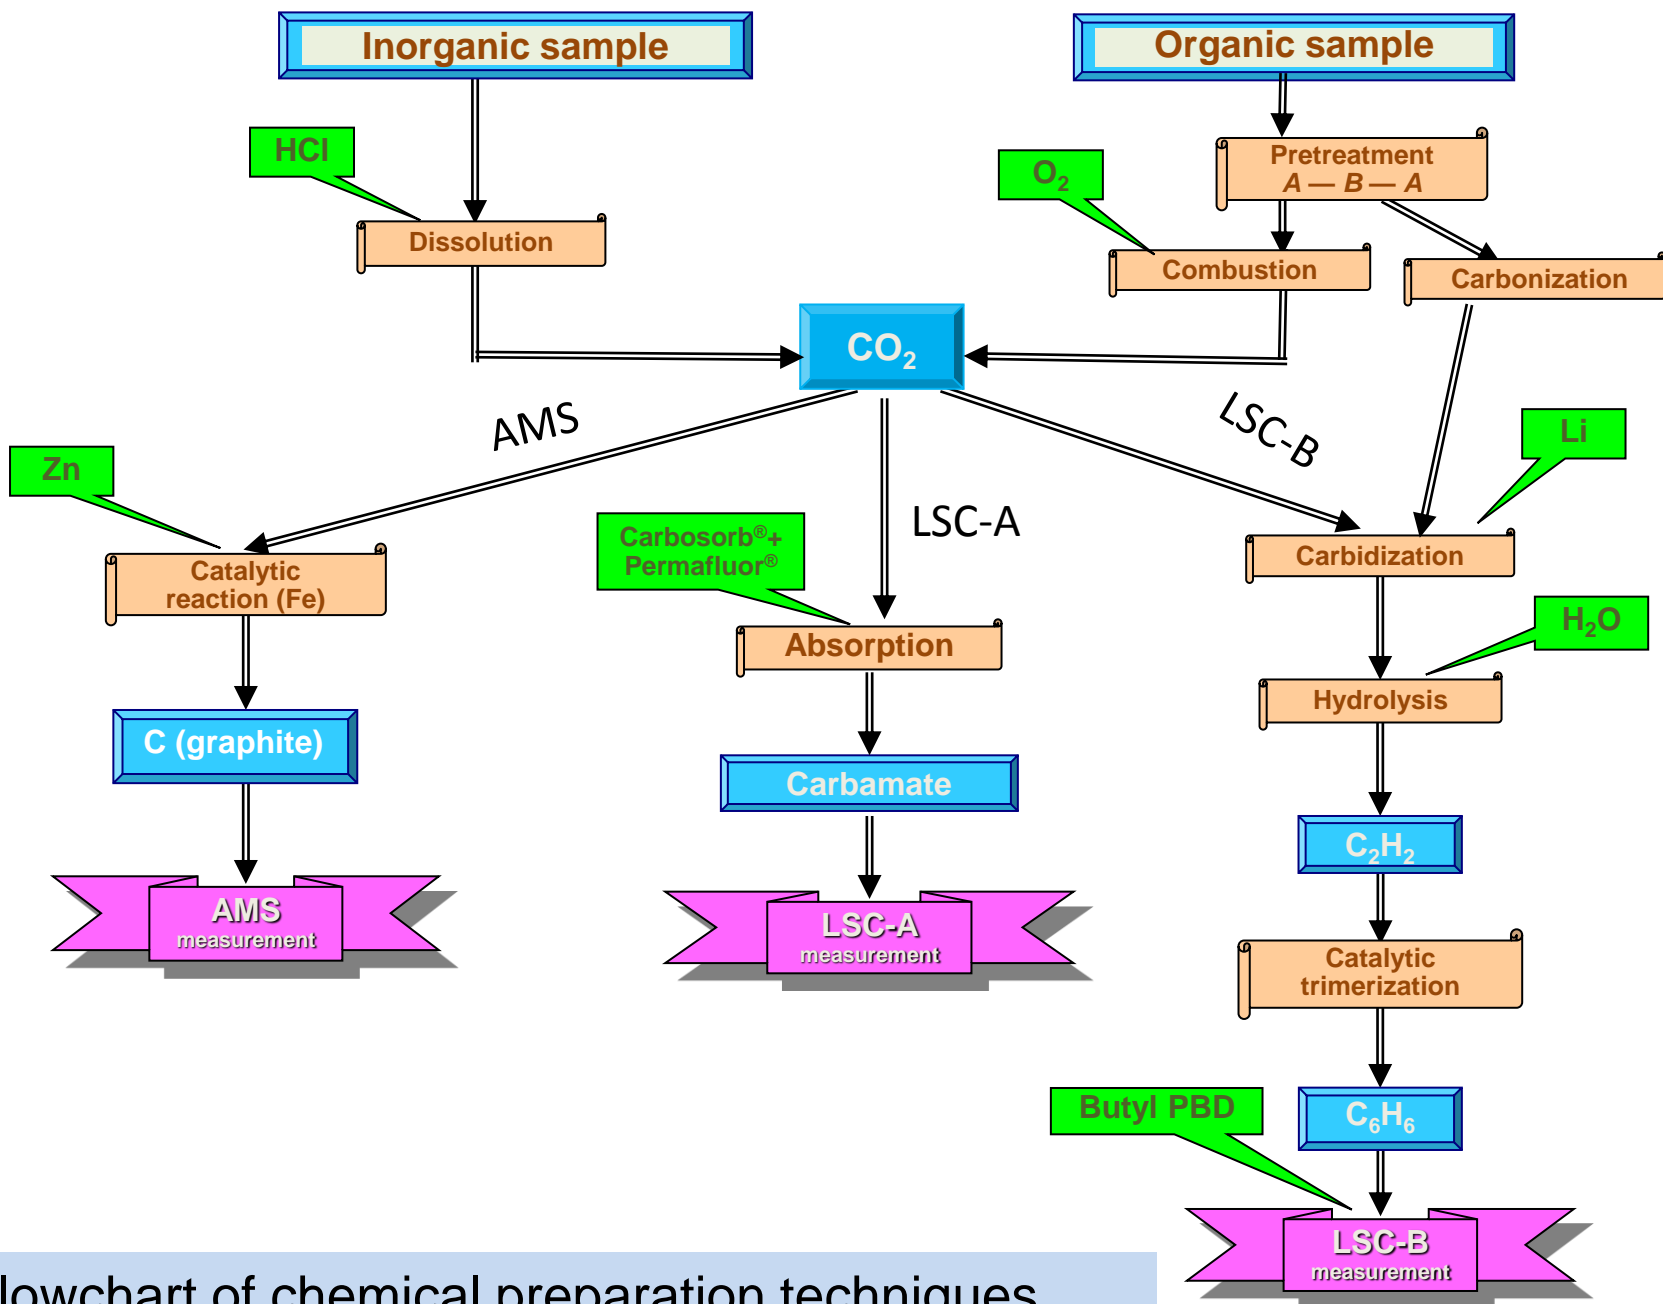 Inorganic sample
Organic sample
HCl
O₂
Pretreatment
A — B — A
Dissolution
Combustion
Carbonization
CO₂
AMS
LSC-B
LSC-A
Zn
Li
Carbosorb®+
Permafluor®
Catalytic
reaction (Fe)
Absorption
Carbidization
H₂O
Hydrolysis
C (graphite)
Carbamate
C₂H₂
AMS
measurement
LSC-A
measurement
Catalytic
trimerization
Butyl PBD
C₆H₆
LSC-B
measurement
lowchart of chemical preparation techniques